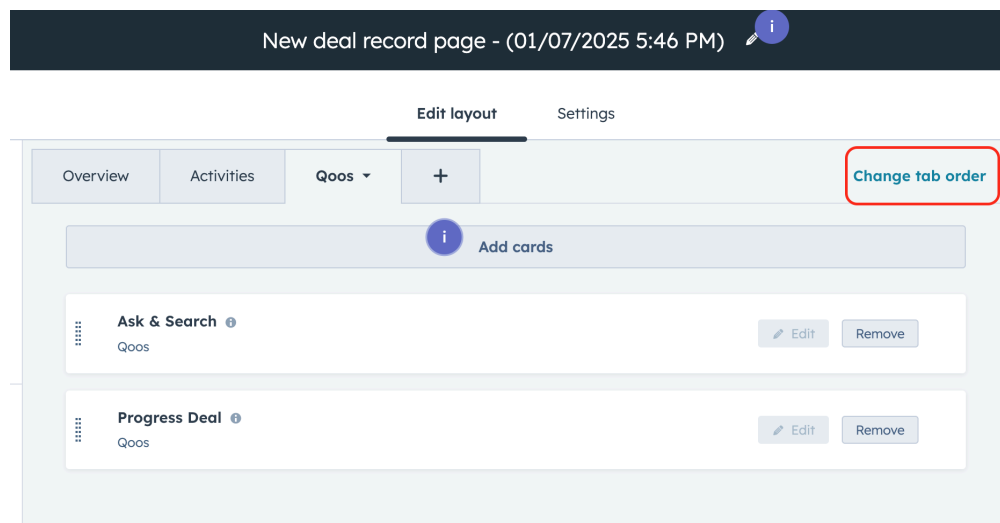 New deal record page - (01/07/2025 5:46 PM)
i
Edit layout Settings
Overview Activities Qoos + Change tab order
i
Add cards
Ask & Search
Qoos
Edit Remove
Progress Deal
Qoos
Edit Remove